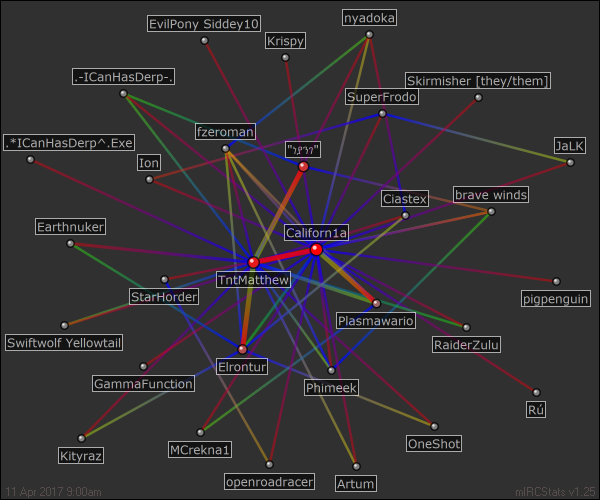 EvilPony Siddey10
nyadoka
Krispy
.-ICanHasDerp-.
Skirmisher [they/them]
SuperFrodo
fzeroman
.*ICanHasDerp^.Exe
JaLK
Ion
Ciastex
brave winds
Earthnuker
Californ1a
TntMatthew
StarHorder
pigpenguin
Plasmawario
Swiftwolf Yellowtail
RaiderZulu
Elrontur
GammaFunction
Phimeek
Rú
OneShot
MCrekna1
Kityraz
openroadracer
Artum
11 Apr 2017 9:00am
mIRCStats v1.25